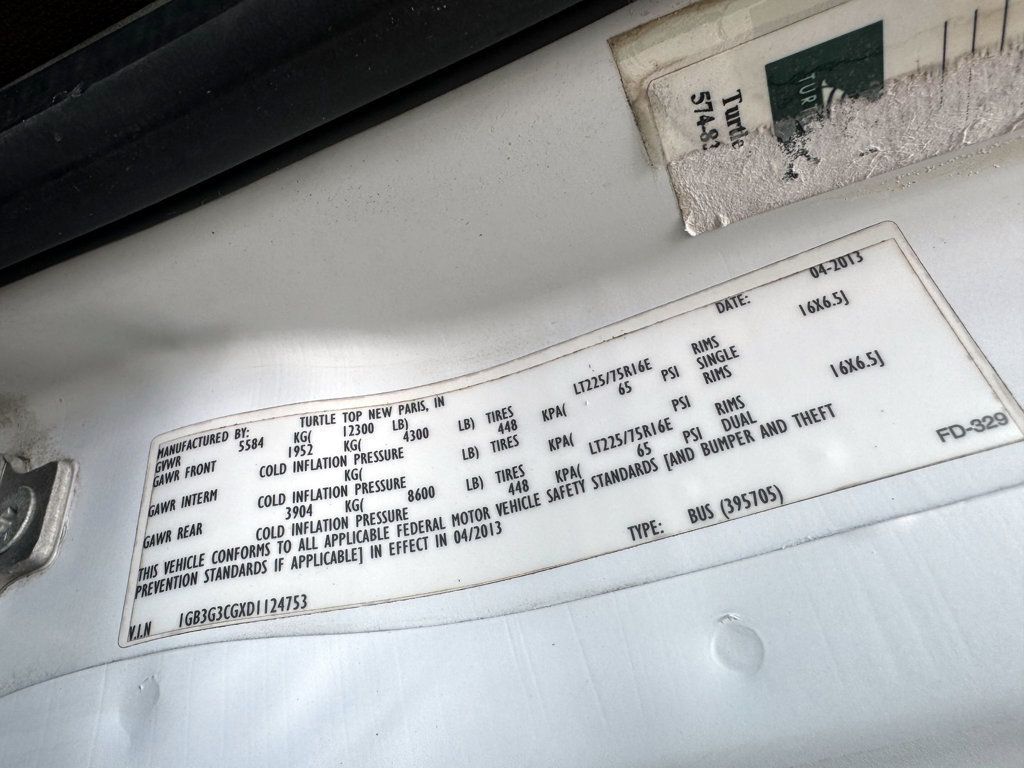 TUR
Turtle
574-83
MANUFACTURED BY: TURTLE TOP NEW PARIS, IN DATE: 04-2013
GVWR 5584 KG( 12300 LB)
GAWR FRONT 1952 KG( 4300 LB) TIRES LT225/75R16E RIMS 16X6.5J
COLD INFLATION PRESSURE 448 KPA( 65 PSI SINGLE
GAWR INTERM KG( LB) TIRES RIMS
COLD INFLATION PRESSURE KPA( PSI
GAWR REAR 3904 KG( 8600 LB) TIRES LT225/75R16E RIMS 16X6.5J
COLD INFLATION PRESSURE 448 KPA( 65 PSI DUAL
THIS VEHICLE CONFORMS TO ALL APPLICABLE FEDERAL MOTOR VEHICLE SAFETY STANDARDS [AND BUMPER AND THEFT
PREVENTION STANDARDS IF APPLICABLE] IN EFFECT IN 04/2013
V.I.N 1GB3G3CGXD1124753 TYPE: BUS (395705)
FD-329